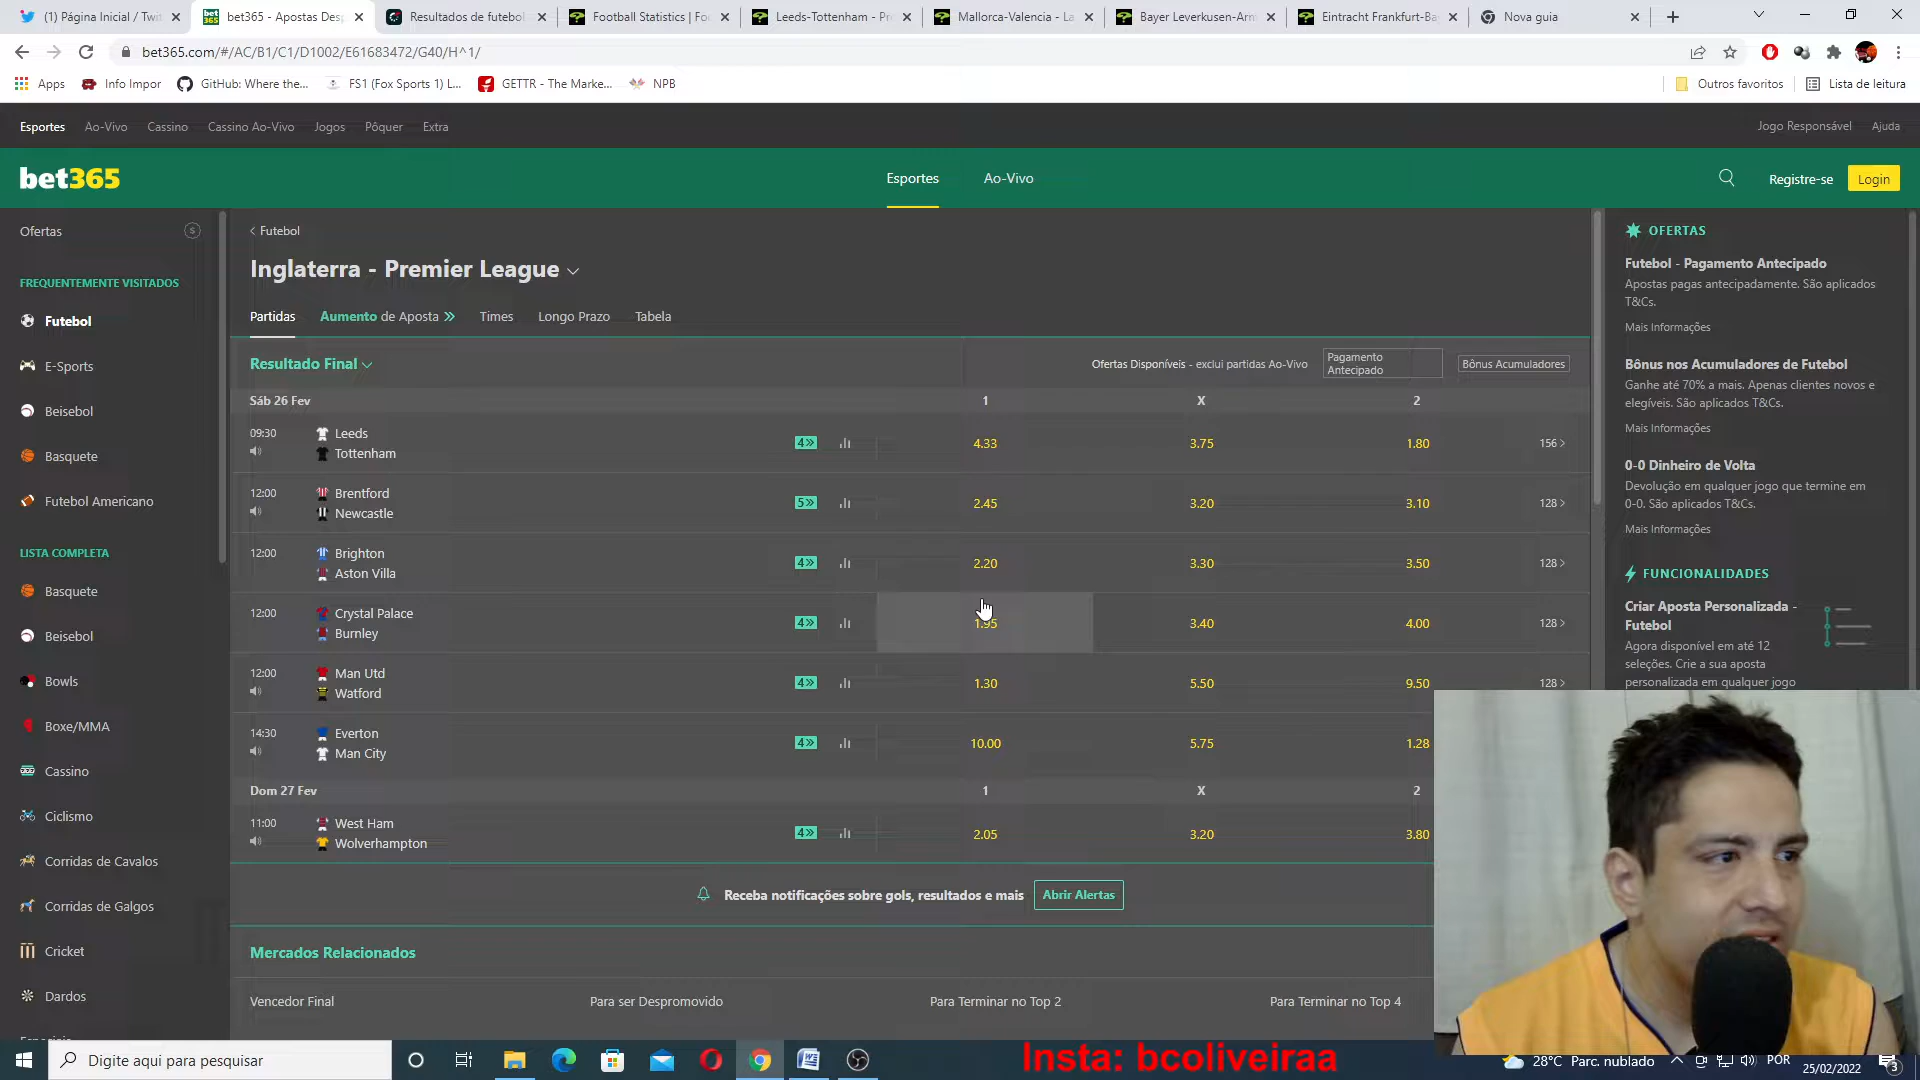 (1) Página Inicial / Twi
bet365 - Apostas Desp
Resultados de futebol
Football Statistics | Fo
Leeds-Tottenham - Pr
Mallorca-Valencia - La
Bayer Leverkusen-Arm
Eintracht Frankfurt-Ba
Nova guia
bet365.com/#/AC/B1/C1/D1002/E61683472/G40/H^1/
Apps
Info Impor
GitHub: Where the...
FS1 (Fox Sports 1) L...
GETTR - The Marke...
NPB
Outros favoritos
Lista de leitura
Esportes
Ao-Vivo
Cassino
Cassino Ao-Vivo
Jogos
Pôquer
Extra
Jogo Responsável
Ajuda
bet365
Esportes
Ao-Vivo
Registre-se
Login
Ofertas
FREQUENTEMENTE VISITADOS
Futebol
E-Sports
Beisebol
Basquete
Futebol Americano
LISTA COMPLETA
Basquete
Beisebol
Bowls
Boxe/MMA
Cassino
Ciclismo
Corridas de Cavalos
Corridas de Galgos
Cricket
Dardos
Futebol
Inglaterra - Premier League
Partidas
Aumento de Aposta
Times
Longo Prazo
Tabela
Resultado Final
Ofertas Disponíveis - exclui partidas Ao-Vivo
Pagamento Antecipado
Bônus Acumuladores
Sáb 26 Fev 1 X 2
09:30 Leeds
Tottenham
4» 4.33 3.75 1.80 156 >
12:00 Brentford
Newcastle
5» 2.45 3.20 3.10 128 >
12:00 Brighton
Aston Villa
4» 2.20 3.30 3.50 128 >
12:00 Crystal Palace
Burnley
4» 1.95 3.40 4.00 128 >
12:00 Man Utd
Watford
4» 1.30 5.50 9.50 128 >
14:30 Everton
Man City
4» 10.00 5.75 1.28
Dom 27 Fev 1 X 2
11:00 West Ham
Wolverhampton
4» 2.05 3.20 3.80
Receba notificações sobre gols, resultados e mais
Abrir Alertas
Mercados Relacionados
Vencedor Final
Para ser Despromovido
Para Terminar no Top 2
Para Terminar no Top 4
OFERTAS
Futebol - Pagamento Antecipado
Apostas pagas antecipadamente. São aplicados
T&Cs.
Mais Informações
Bônus nos Acumuladores de Futebol
Ganhe até 70% a mais. Apenas clientes novos e
elegíveis. São aplicados T&Cs.
Mais Informações
0-0 Dinheiro de Volta
Devolução em qualquer jogo que termine em
0-0. São aplicados T&Cs.
Mais Informações
FUNCIONALIDADES
Criar Aposta Personalizada -
Futebol
Agora disponível em até 12
seleções. Crie a sua aposta
personalizada em qualquer jogo
Digite aqui para pesquisar
Insta: bcoliveiraa
28°C Parc. nublado
POR
25/02/2022
3